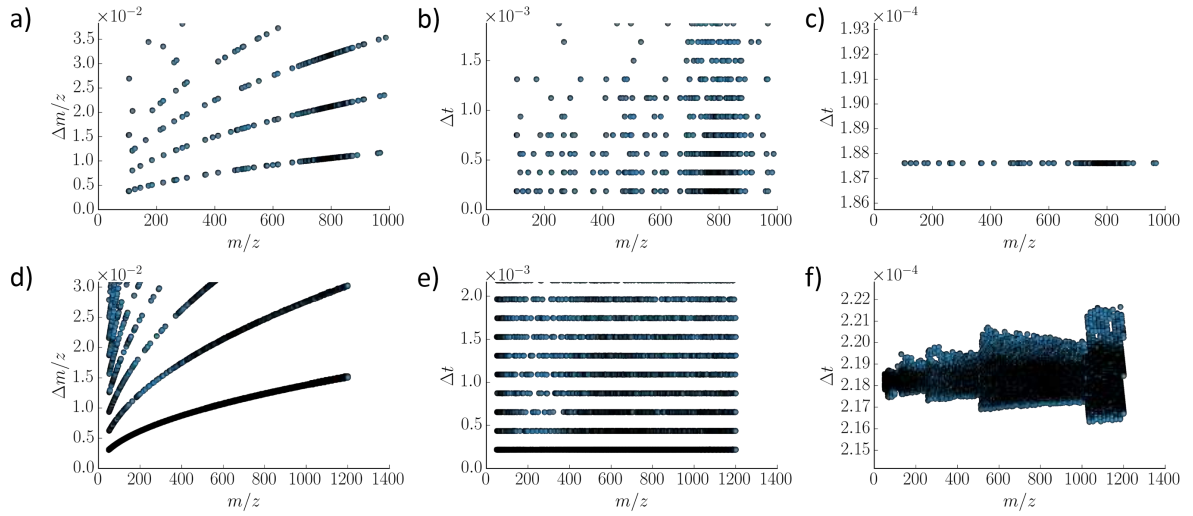 a)
×10⁻²
3.5
3.0
2.5
2.0
1.5
1.0
0.5
0.0
Δm/z
0 200 400 600 800 1000
m/z
b)
×10⁻³
1.5
1.0
0.5
0.0
Δt
0 200 400 600 800 1000
m/z
c)
×10⁻⁴
1.93
1.92
1.91
1.90
1.89
1.88
1.87
1.86
Δt
0 200 400 600 800 1000
m/z
d)
×10⁻²
3.0
2.5
2.0
1.5
1.0
0.5
0.0
Δm/z
0 200 400 600 800 1000 1200 1400
m/z
e)
×10⁻³
2.0
1.5
1.0
0.5
0.0
Δt
0 200 400 600 800 1000 1200 1400
m/z
f)
×10⁻⁴
2.22
2.21
2.20
2.19
2.18
2.17
2.16
2.15
Δt
0 200 400 600 800 1000 1200 1400
m/z